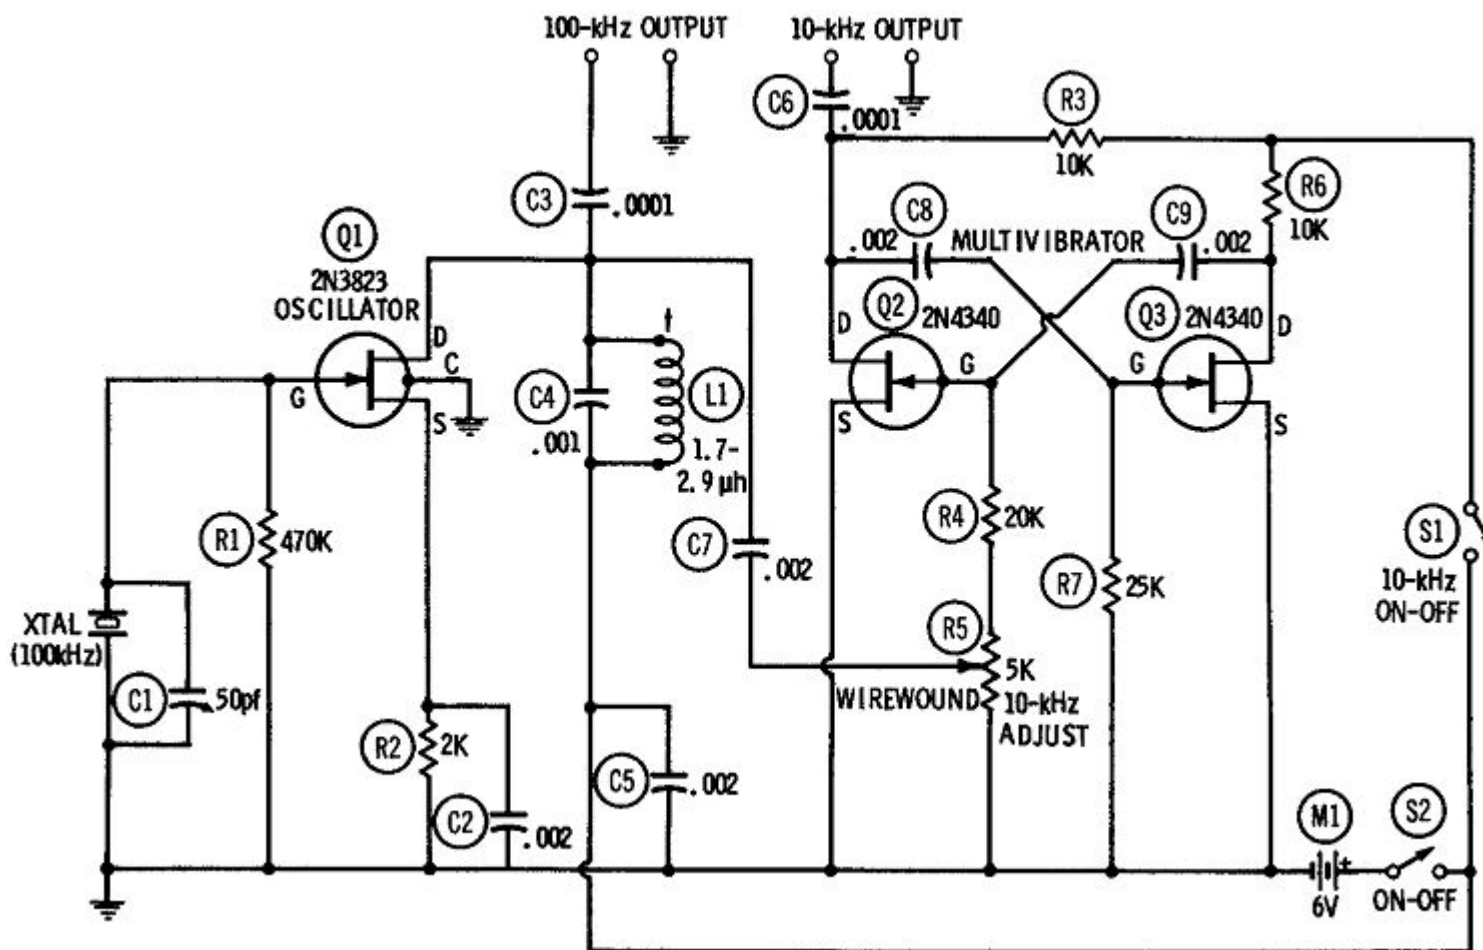 100-kHz OUTPUT
10-kHz OUTPUT
C6
.0001
R3
10K
R6
10K
C3
.0001
Q1
2N3823
OSCILLATOR
C8
.002
MULTIVIBRATOR
C9
.002
D
C
G
S
C4
.001
L1
1.7-
2.9 μh
Q2
2N4340
D
G
S
Q3
2N4340
D
G
S
R1
470K
C7
.002
R4
20K
R7
25K
S1
10-kHz
ON-OFF
XTAL
(100kHz)
C1
50pf
R5
5K
WIREWOUND
10-kHz
ADJUST
R2
2K
C2
.002
C5
.002
M1
+
6V
S2
ON-OFF